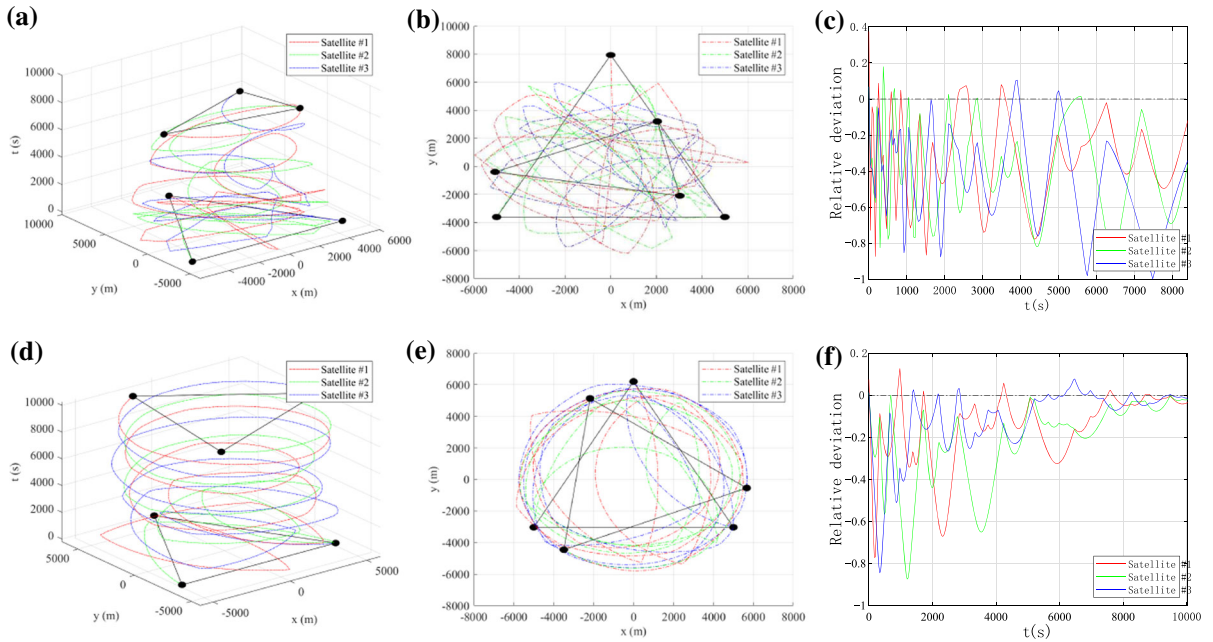 (a)
Satellite #1
Satellite #2
Satellite #3
10000
8000
6000
4000
2000
0
t (s)
10000
5000
0
-5000
y (m)
-4000
-2000
0
2000
4000
6000
x (m)
(b)
Satellite #1
Satellite #2
Satellite #3
10000
8000
6000
4000
2000
0
-2000
-4000
-6000
-8000
y (m)
-6000 -4000 -2000 0 2000 4000 6000 8000
x (m)
(c)
0.4
0.2
0
-0.2
-0.4
-0.6
-0.8
-1
Relative deviation
Satellite #1
Satellite #2
Satellite #3
0 1000 2000 3000 4000 5000 6000 7000 8000
t(s)
(d)
Satellite #1
Satellite #2
Satellite #3
10000
8000
6000
4000
2000
0
t (s)
5000
0
-5000
y (m)
-5000
0
5000
x (m)
(e)
Satellite #1
Satellite #2
Satellite #3
8000
6000
4000
2000
0
-2000
-4000
-6000
-8000
y (m)
-8000 -6000 -4000 -2000 0 2000 4000 6000 8000
x (m)
(f)
0.2
0
-0.2
-0.4
-0.6
-0.8
-1
Relative deviation
Satellite #1
Satellite #2
Satellite #3
0 2000 4000 6000 8000 10000
t(s)